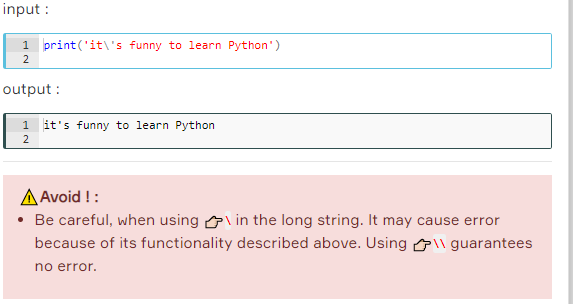 input :
1 print('it\'s funny to learn Python')
2
output :
1 it's funny to learn Python
2
⚠Avoid ! :
• Be careful, when using 👉\ in the long string. It may cause error
because of its functionality described above. Using 👉\\ guarantees
no error.